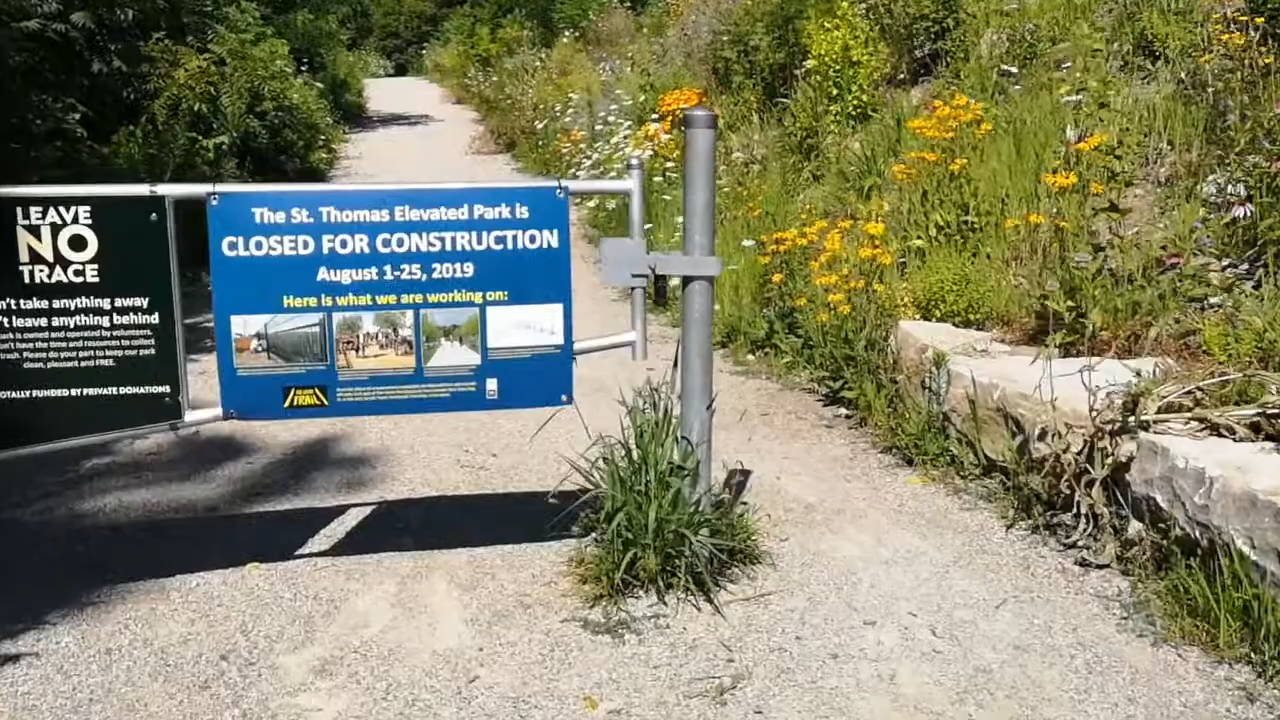 LEAVE
NO
TRACE
n't take anything away
't leave anything behind
ark is owned and operated by volunteers.
on't have the time and resources to collect
trash. Please do your part to keep our park
clean, pleasant and FREE.
OTALLY FUNDED BY PRIVATE DONATIONS
The St. Thomas Elevated Park is
CLOSED FOR CONSTRUCTION
August 1-25, 2019
Here is what we are working on:
TRAIL